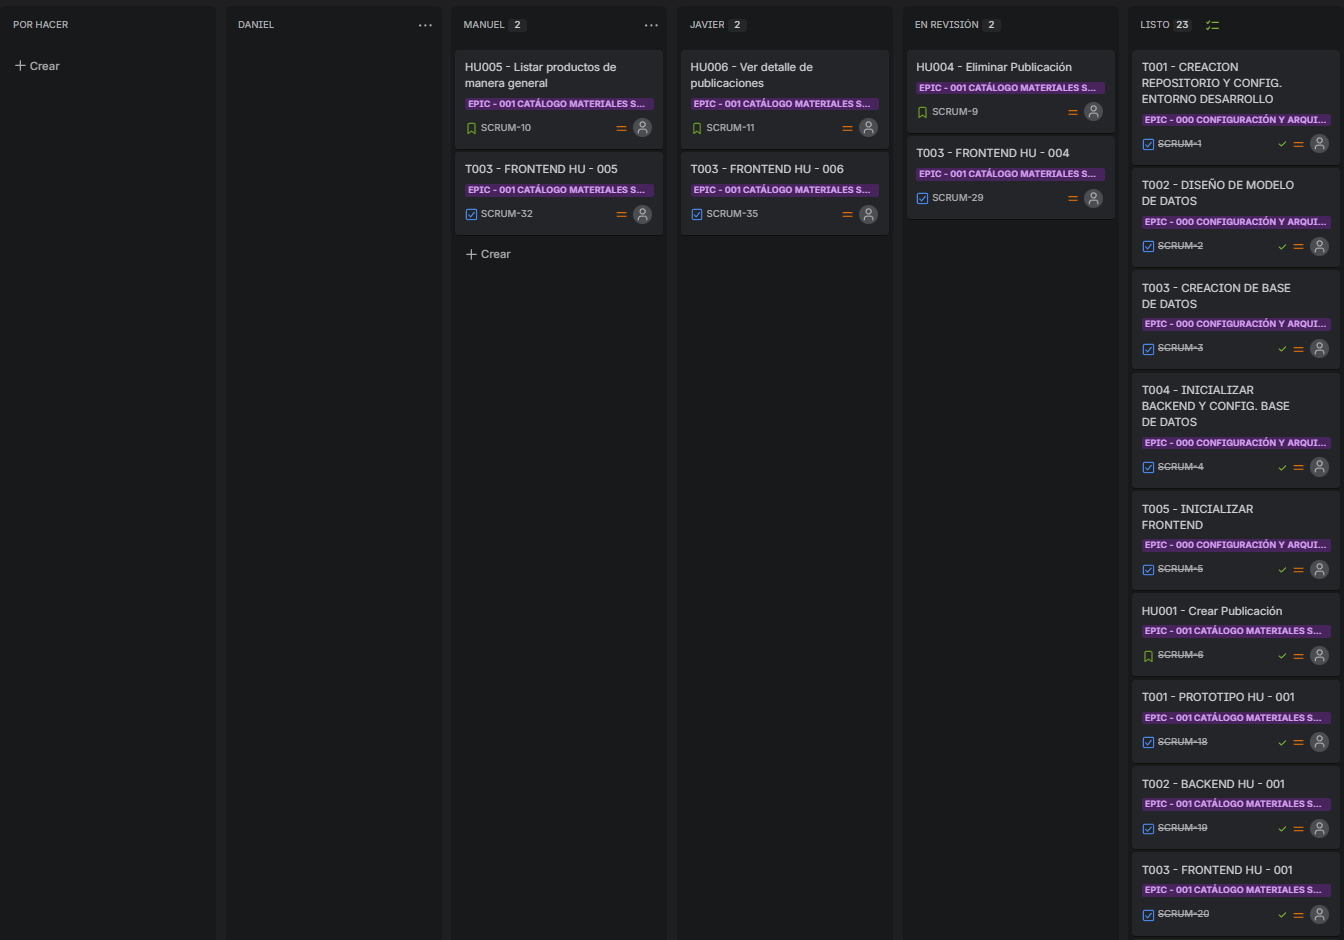 POR HACER
+ Crear
DANIEL
MANUEL 2
HU005 - Listar productos de
manera general
EPIC - 001 CATÁLOGO MATERIALES S...
SCRUM-10
T003 - FRONTEND HU - 005
EPIC - 001 CATÁLOGO MATERIALES S...
SCRUM-32
+ Crear
JAVIER 2
HU006 - Ver detalle de
publicaciones
EPIC - 001 CATÁLOGO MATERIALES S...
SCRUM-11
T003 - FRONTEND HU - 006
EPIC - 001 CATÁLOGO MATERIALES S...
SCRUM-35
EN REVISIÓN 2
HU004 - Eliminar Publicación
EPIC - 001 CATÁLOGO MATERIALES S...
SCRUM-9
T003 - FRONTEND HU - 004
EPIC - 001 CATÁLOGO MATERIALES S...
SCRUM-29
LISTO 23
T001 - CREACION
REPOSITORIO Y CONFIG.
ENTORNO DESARROLLO
EPIC - 000 CONFIGURACIÓN Y ARQUI...
SCRUM-1
T002 - DISEÑO DE MODELO
DE DATOS
EPIC - 000 CONFIGURACIÓN Y ARQUI...
SCRUM-2
T003 - CREACION DE BASE
DE DATOS
EPIC - 000 CONFIGURACIÓN Y ARQUI...
SCRUM-3
T004 - INICIALIZAR
BACKEND Y CONFIG. BASE
DE DATOS
EPIC - 000 CONFIGURACIÓN Y ARQUI...
SCRUM-4
T005 - INICIALIZAR
FRONTEND
EPIC - 000 CONFIGURACIÓN Y ARQUI...
SCRUM-5
HU001 - Crear Publicación
EPIC - 001 CATÁLOGO MATERIALES S...
SCRUM-6
T001 - PROTOTIPO HU - 001
EPIC - 001 CATÁLOGO MATERIALES S...
SCRUM-18
T002 - BACKEND HU - 001
EPIC - 001 CATÁLOGO MATERIALES S...
SCRUM-19
T003 - FRONTEND HU - 001
EPIC - 001 CATÁLOGO MATERIALES S...
SCRUM-20